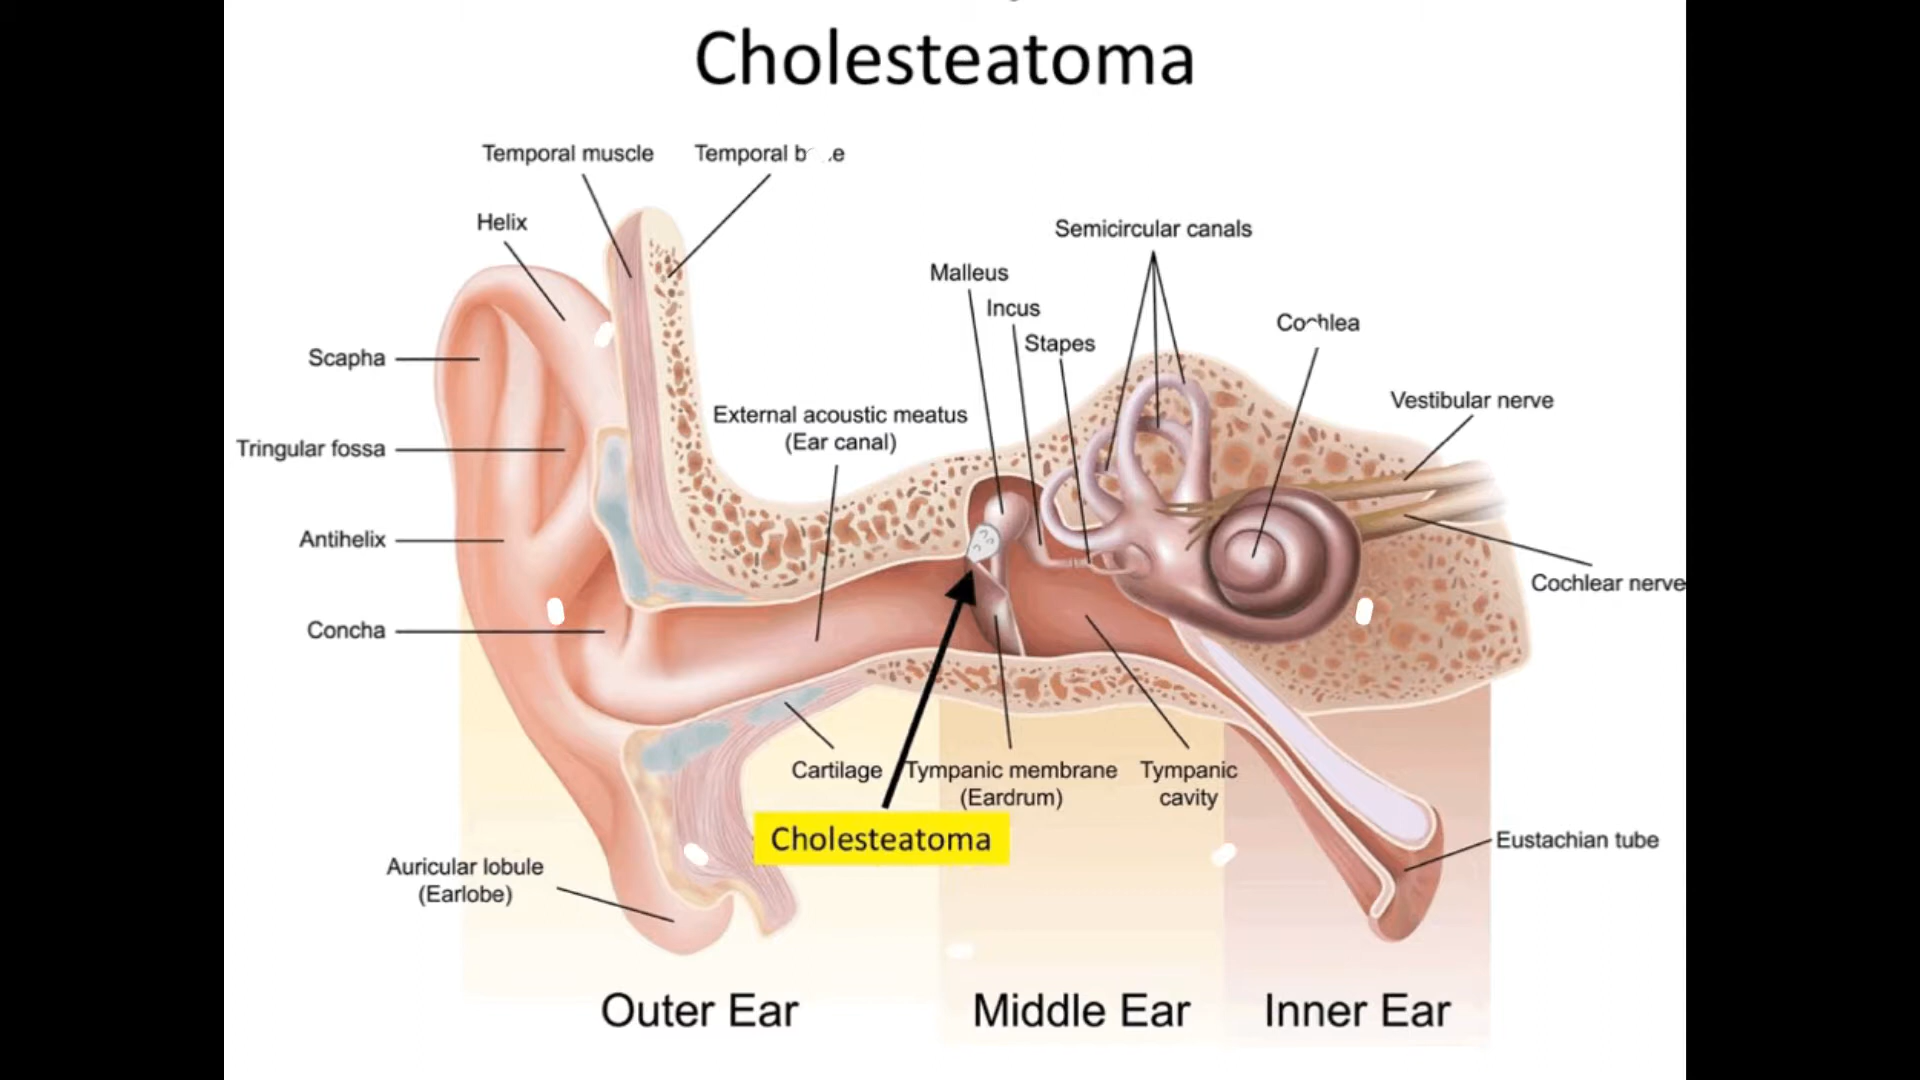 Cholesteatoma
Temporal muscle
Temporal
Helix
Semicircular canals
Malleus
Incus
Cochlea
Stapes
Scapha
Vestibular nerve
External acoustic meatus
(Ear canal)
Tringular fossa
Antihelix
Cochlear nerve
Concha
Cartilage
Tympanic membrane
(Eardrum)
Tympanic
cavity
Cholesteatoma
Eustachian tube
Auricular lobule
(Earlobe)
Outer Ear
Middle Ear
Inner Ear